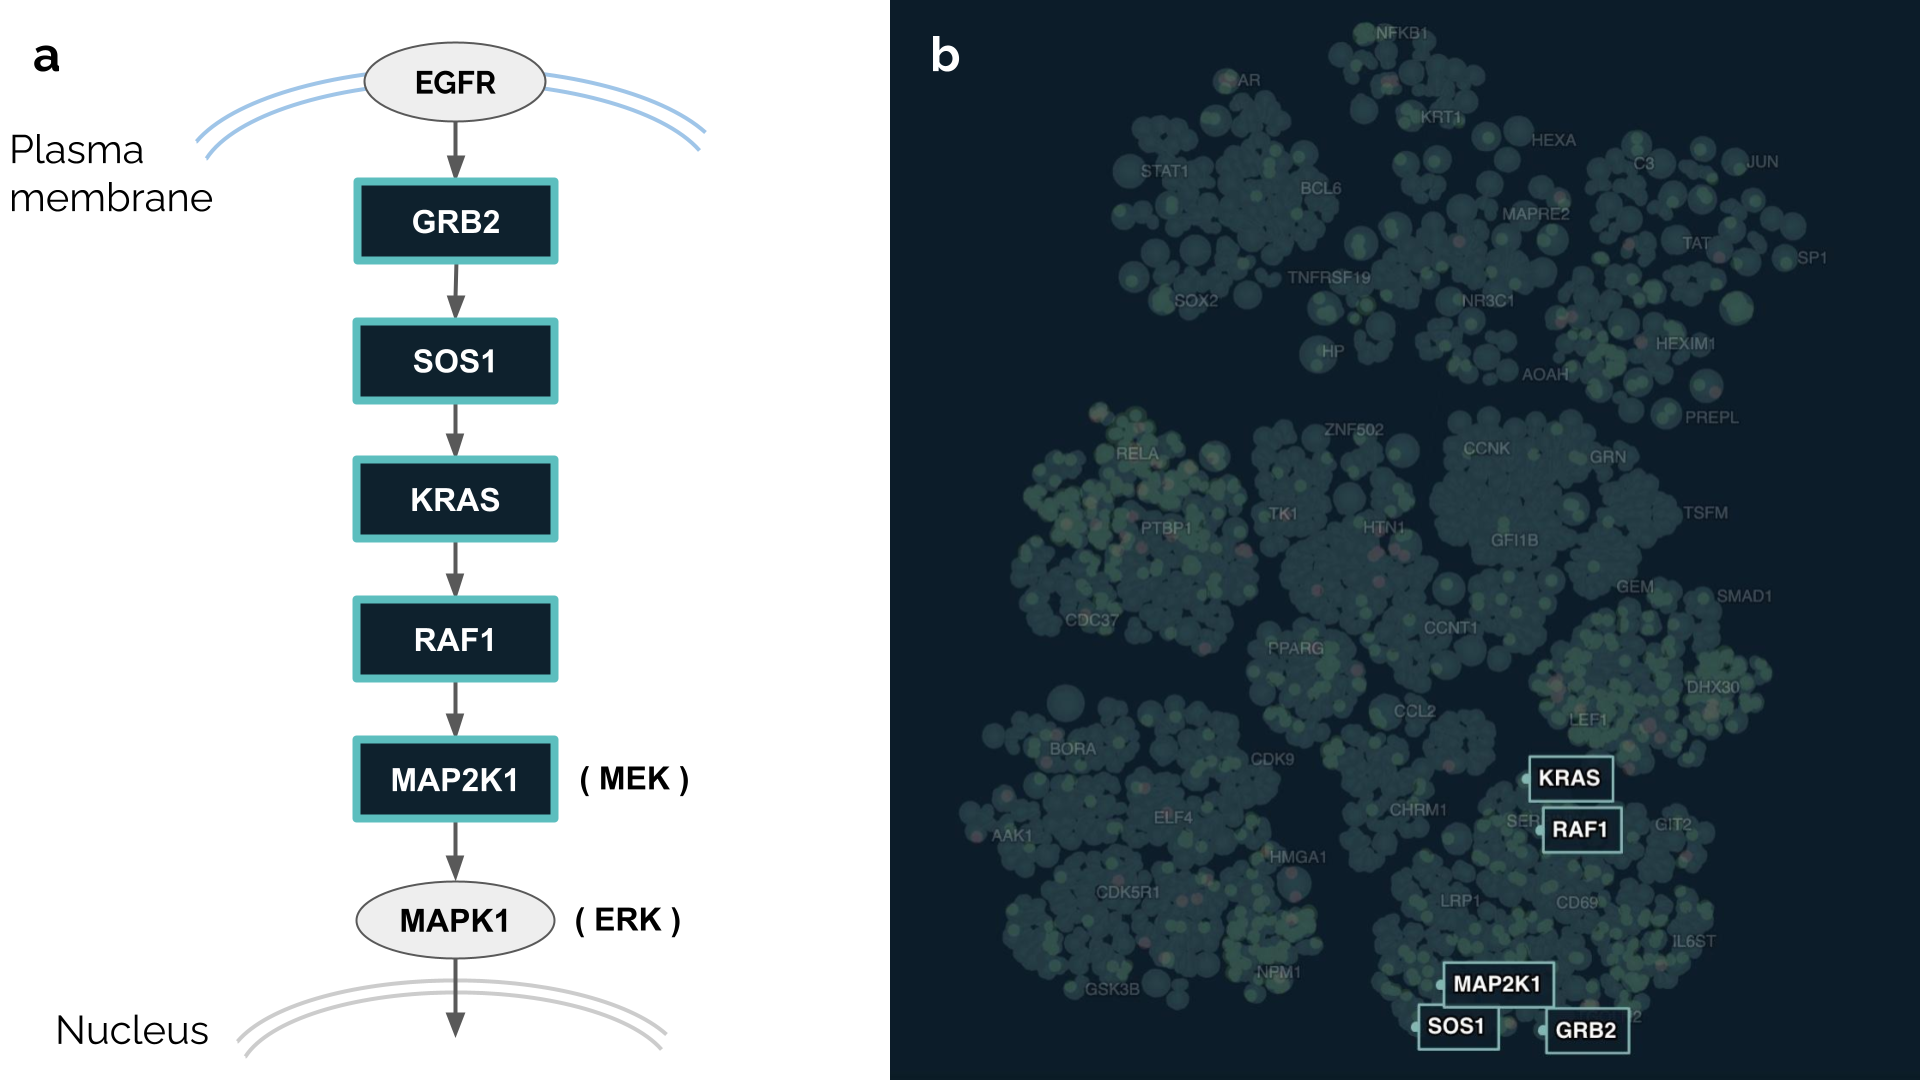 a
EGFR
Plasma
membrane
GRB2
SOS1
KRAS
RAF1
MAP2K1
( MEK )
MAPK1
( ERK )
Nucleus
b
NFKB1
AR
KRT1
HEXA
STAT1
BCL6
C3
JUN
MAPRE2
TAT
SP1
TNFRSF19
SOX2
NR3C1
HP
HEXIM1
AOAH
PREPL
ZNF502
RELA
CCNK
GRN
TK1
HTN1
TSFM
PTBP1
GFI1B
GEM
SMAD1
CDC37
CCNT1
PPARG
DHX30
CCL2
LEF1
BORA
CDK9
KRAS
CHRM1
ELF4
SER
RAF1
GIT2
AAK1
HMGA1
CDK5R1
LRP1
CD69
IL6ST
NPM1
GSK3B
MAP2K1
SOS1
GRB2